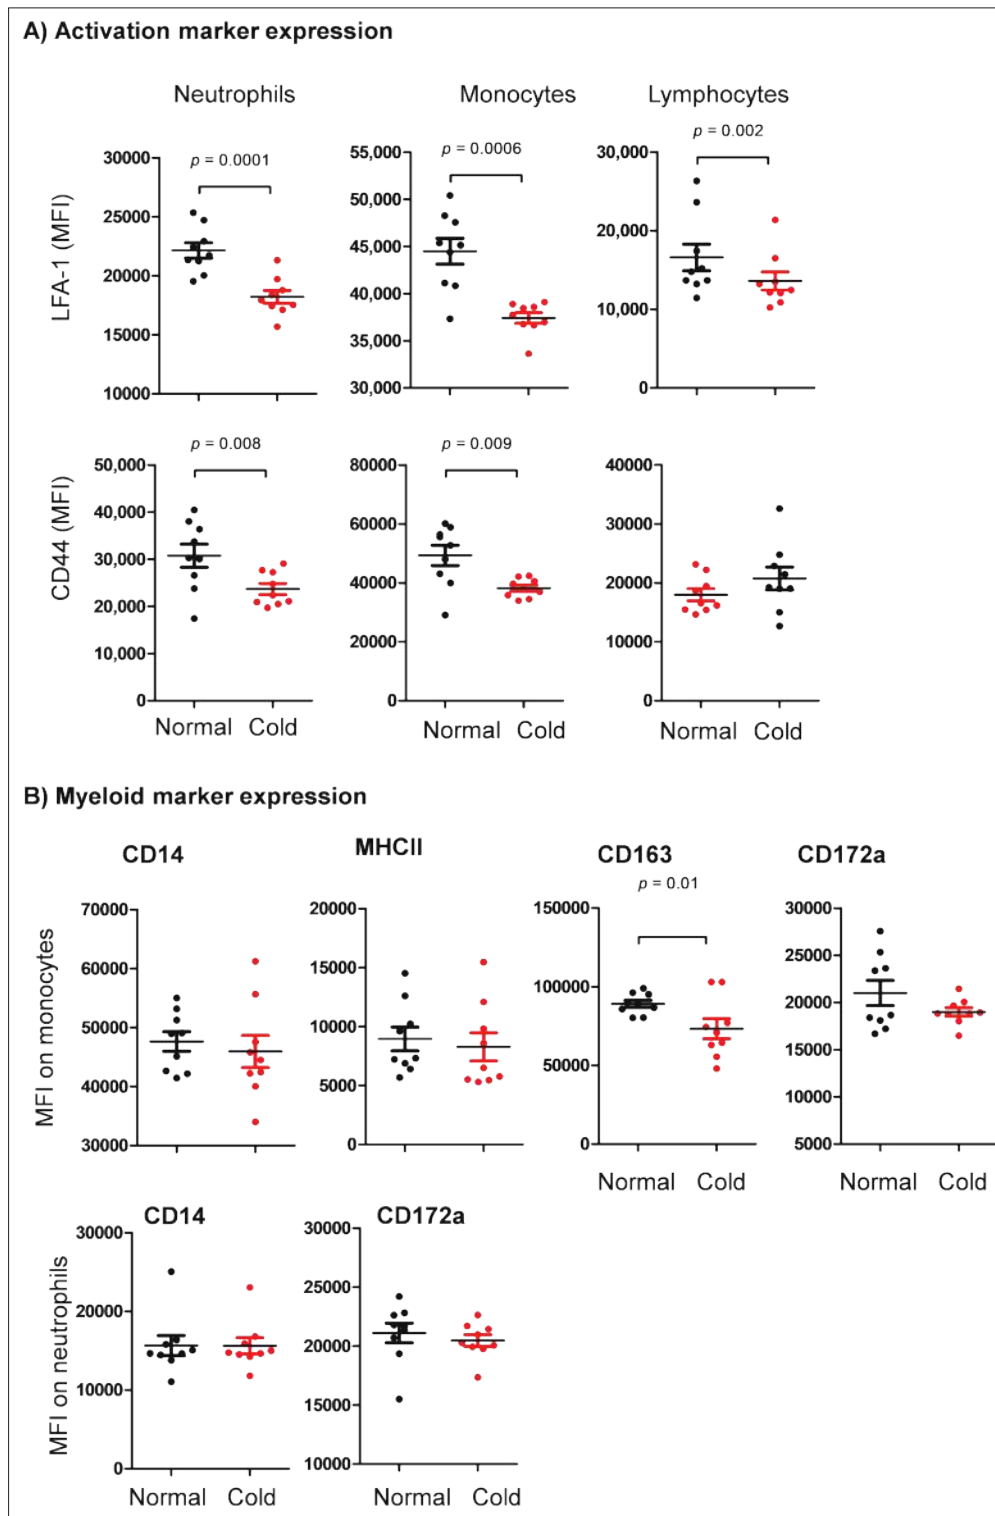 A) Activation marker expression
Neutrophils Monocytes Lymphocytes
LFA-1 (MFI)
p = 0.0001
30000
25000
20000
15000
10000
p = 0.0006
55,000
50,000
45,000
40,000
35,000
30,000
p = 0.002
30,000
20,000
10,000
0
CD44 (MFI)
p = 0.008
50,000
40,000
30,000
20,000
10,000
0
Normal Cold
p = 0.009
80000
60000
40000
20000
0
Normal Cold
40000
30000
20000
10000
0
Normal Cold
B) Myeloid marker expression
MFI on monocytes
CD14
70000
60000
50000
40000
30000
MHCII
20000
15000
10000
5000
0
CD163
p = 0.01
150000
100000
50000
0
Normal Cold
CD172a
30000
25000
20000
15000
10000
5000
Normal Cold
MFI on neutrophils
CD14
30000
20000
10000
0
Normal Cold
CD172a
30000
25000
20000
15000
10000
Normal Cold